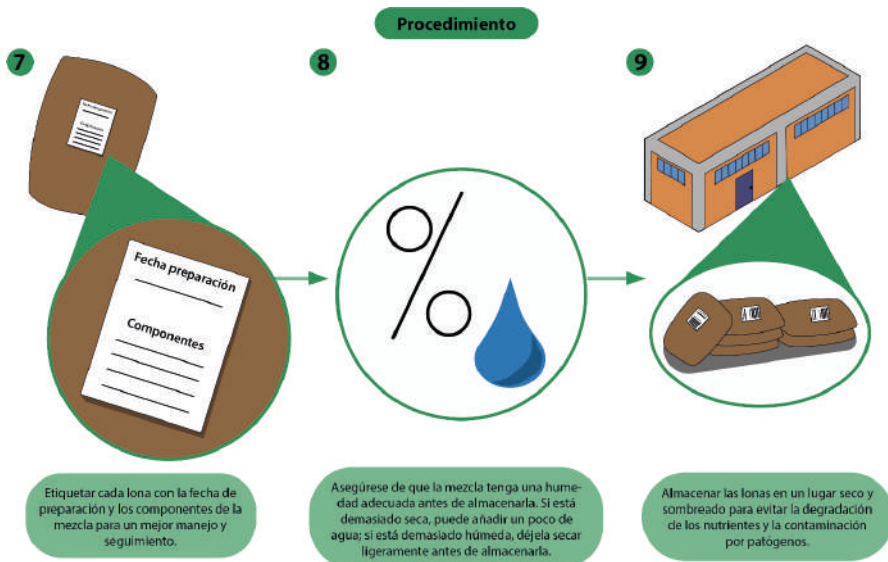 Procedimiento
7
8
9
Fecha preparación
Componentes
Fecha preparación
Componentes
Etiquetar cada lona con la fecha de
preparación y los componentes de
la mezcla para un mejor manejo y
seguimiento.
Asegúrese de que la mezcla tenga una hume-
dad adecuada antes de almacenarla. Si está
demasiado seca, puede añadir un poco de
agua; si está demasiado húmeda, déjela secar
ligeramente antes de almacenarla.
Almacenar las lonas en un lugar seco y
sombreado para evitar la degradación
de los nutrientes y la contaminación
por patógenos.